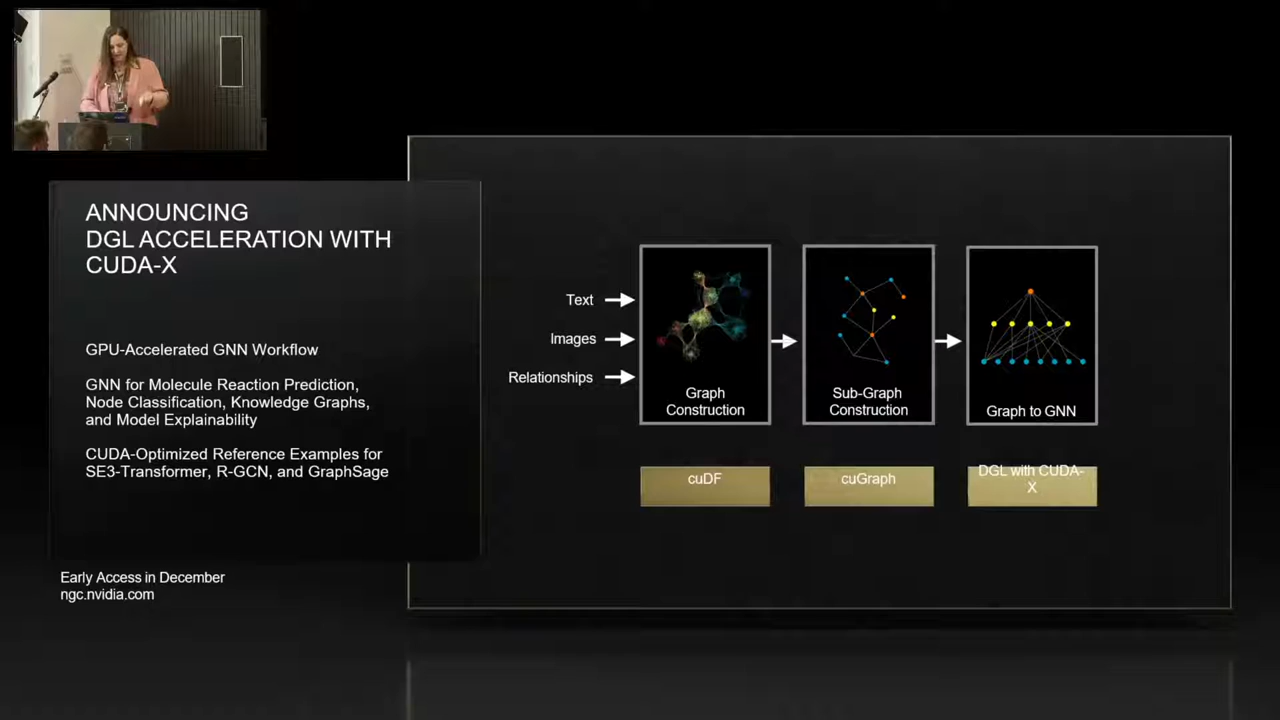 ANNOUNCING
DGL ACCELERATION WITH
CUDA-X
GPU-Accelerated GNN Workflow
GNN for Molecule Reaction Prediction,
Node Classification, Knowledge Graphs,
and Model Explainability
CUDA-Optimized Reference Examples for
SE3-Transformer, R-GCN, and GraphSage
Early Access in December
ngc.nvidia.com
Text
Images
Relationships
Graph
Construction
Sub-Graph
Construction
Graph to GNN
cuDF
cuGraph
DGL with CUDA-
X